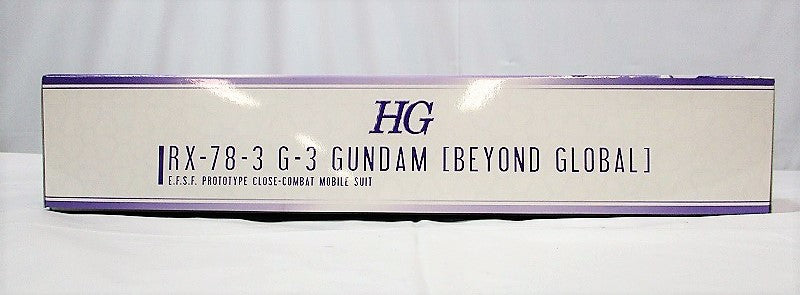 HG
RX-78-3 G-3 GUNDAM [BEYOND GLOBAL]
E.F.S.F. PROTOTYPE CLOSE-COMBAT MOBILE SUIT